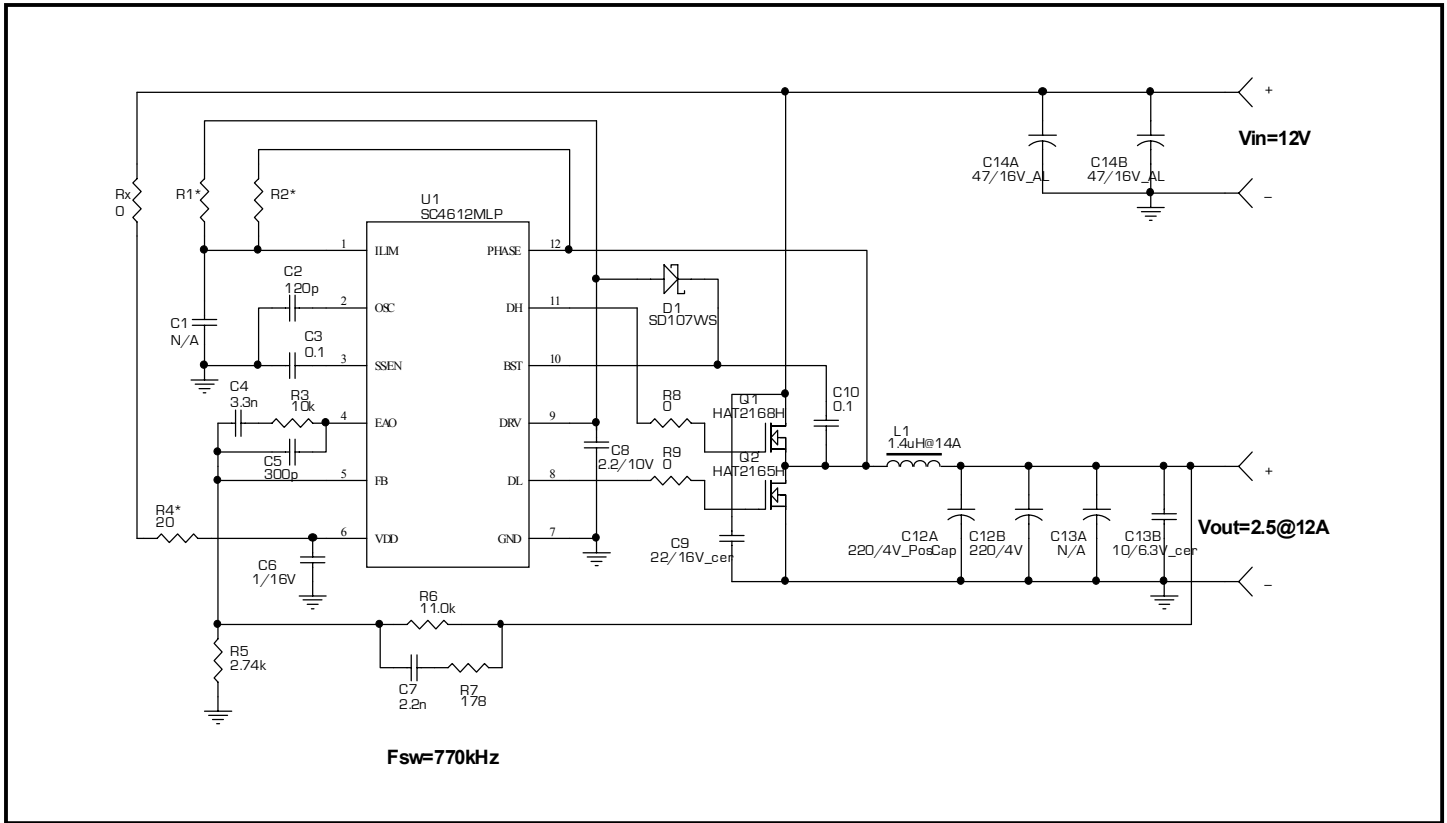 +
Vin=12V
C14A
47/16V_AL
C14B
47/16V_AL
–
Rx
0
R1*
R2*
U1
SC4612MLP
1
ILIM
PHASE
12
C2
120p
2
OSC
DH
11
D1
SD107WS
C1
N/A
C3
0.1
3
SSEN
BST
10
C4
3.3n
R3
10k
4
EAO
DRV
9
C5
300p
5
FB
DL
8
C8
2.2/10V
R8
0
R9
0
Q1
HAT2168H
Q2
HAT2165H
C10
0.1
L1
1.4uH@14A
+
R4*
20
6
VDD
GND
7
C6
1/16V
C9
22/16V_cer
C12A
220/4V_PosCap
C12B
220/4V
C13A
N/A
C13B
10/6.3V_cer
Vout=2.5@12A
–
R6
11.0k
R5
2.74k
C7
2.2n
R7
178
Fsw=770kHz